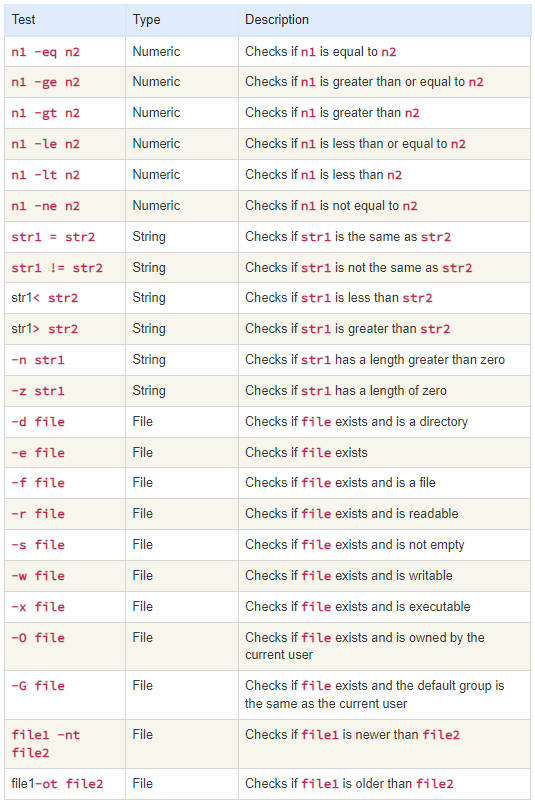 Test Type Description
n1 -eq n2 Numeric Checks if n1 is equal to n2
n1 -ge n2 Numeric Checks if n1 is greater than or equal to n2
n1 -gt n2 Numeric Checks if n1 is greater than n2
n1 -le n2 Numeric Checks if n1 is less than or equal to n2
n1 -lt n2 Numeric Checks if n1 is less than n2
n1 -ne n2 Numeric Checks if n1 is not equal to n2
str1 = str2 String Checks if str1 is the same as str2
str1 != str2 String Checks if str1 is not the same as str2
str1< str2 String Checks if str1 is less than str2
str1> str2 String Checks if str1 is greater than str2
-n str1 String Checks if str1 has a length greater than zero
-z str1 String Checks if str1 has a length of zero
-d file File Checks if file exists and is a directory
-e file File Checks if file exists
-f file File Checks if file exists and is a file
-r file File Checks if file exists and is readable
-s file File Checks if file exists and is not empty
-w file File Checks if file exists and is writable
-x file File Checks if file exists and is executable
-O file File Checks if file exists and is owned by the
current user
-G file File Checks if file exists and the default group is
the same as the current user
file1 -nt File Checks if file1 is newer than file2
file2
file1-ot file2 File Checks if file1 is older than file2